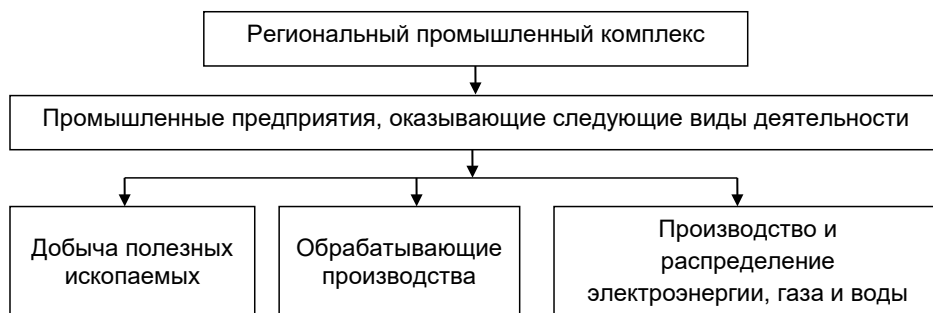 Региональный промышленный комплекс
Промышленные предприятия, оказывающие следующие виды деятельности
Добыча полезных
ископаемых
Обрабатывающие
производства
Производство и
распределение
электроэнергии, газа и воды